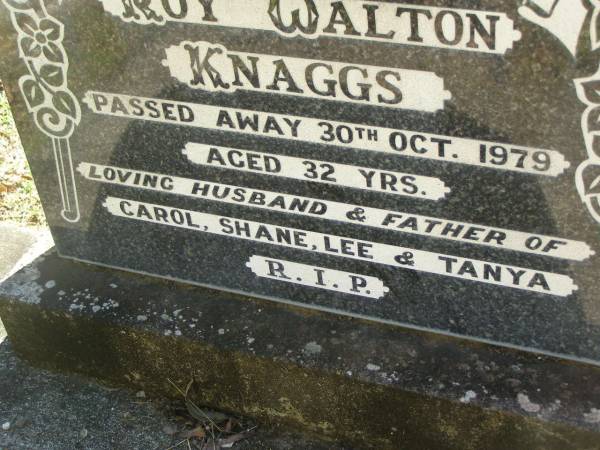 ROY WALTON
KNAGGS
PASSED AWAY 30TH OCT. 1979
AGED 32 YRS.
LOVING HUSBAND & FATHER OF
CAROL, SHANE, LEE & TANYA
R.I.P.